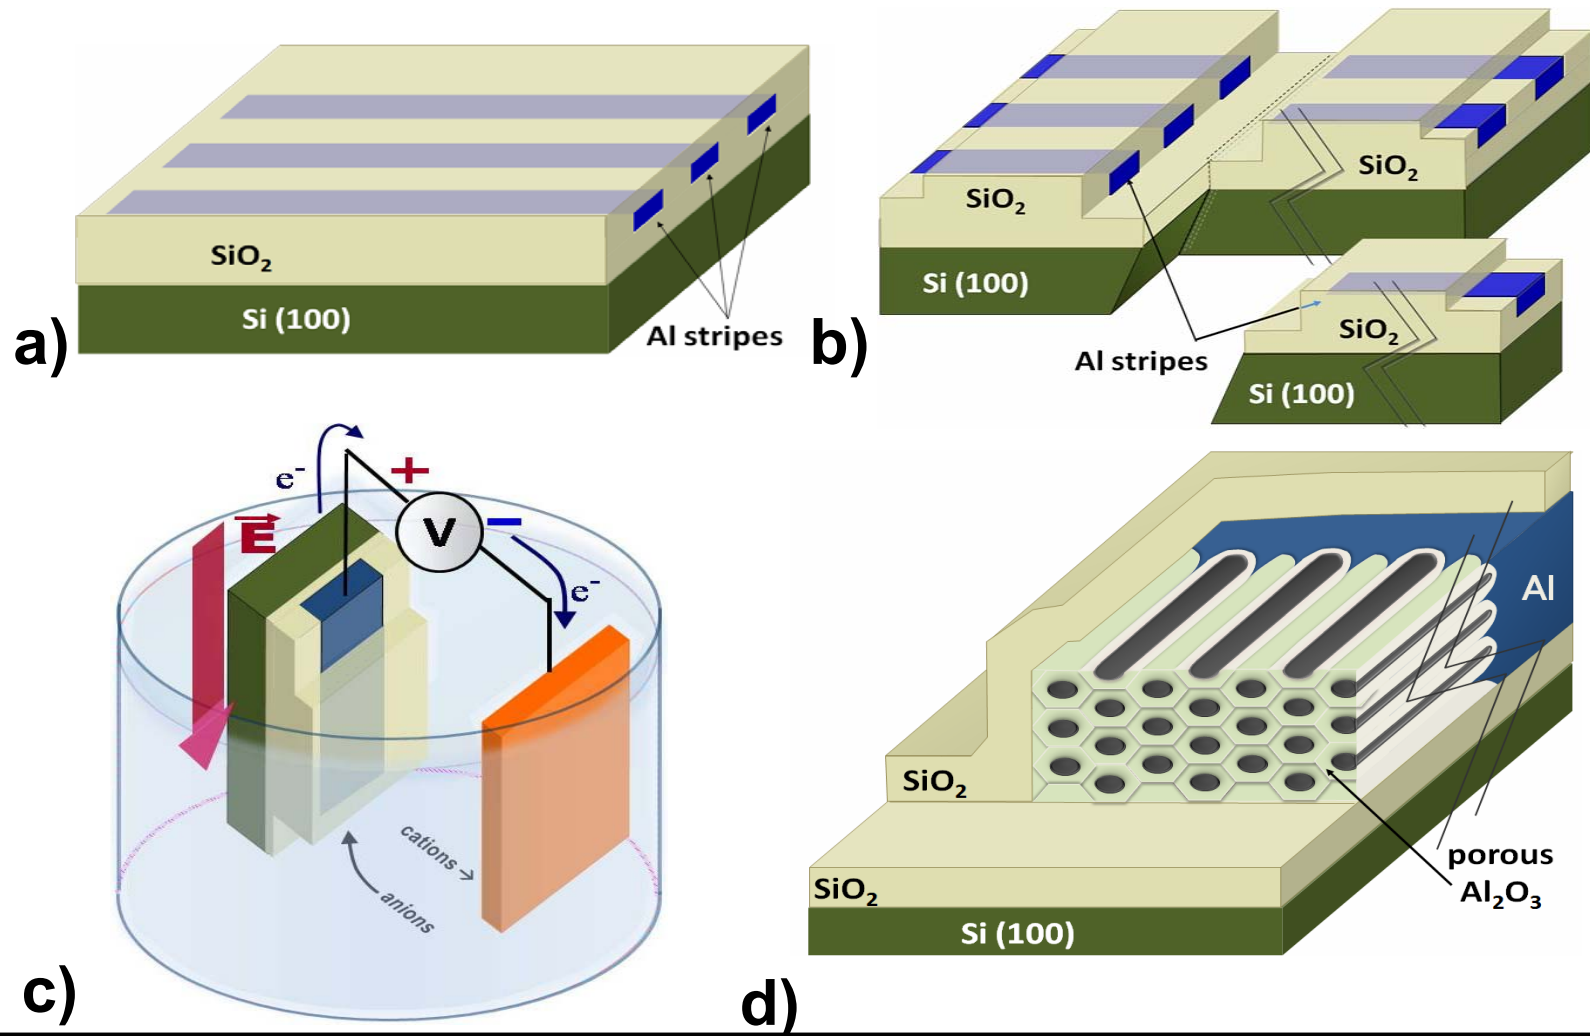 SiO₂
Si (100)
Al stripes
a)
SiO₂
SiO₂
Si (100)
SiO₂
Si (100)
Al stripes
b)
e⁻
+
E
V
−
e⁻
cations →
anions
c)
Al
SiO₂
porous
Al₂O₃
SiO₂
Si (100)
d)